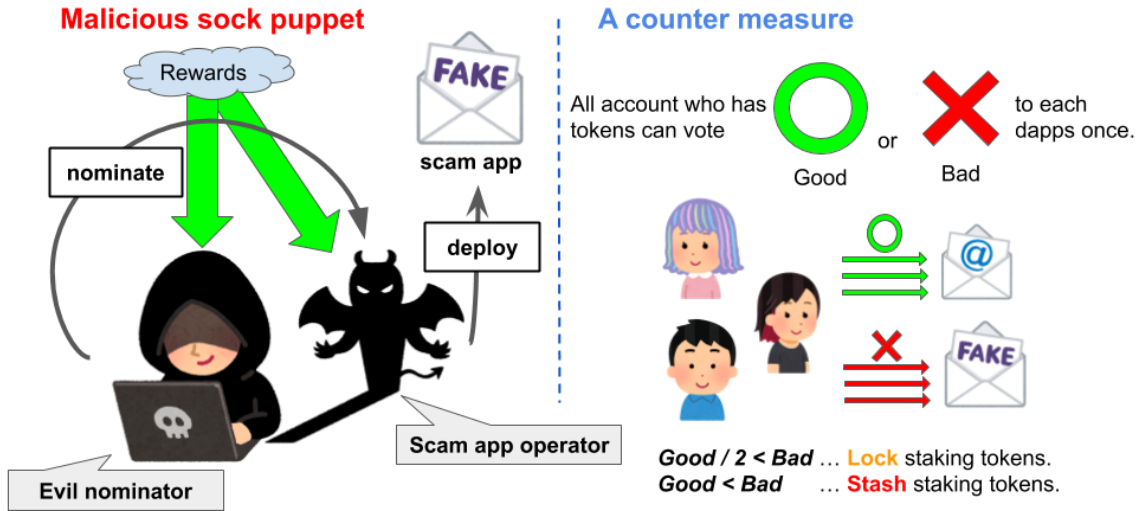 Malicious sock puppet
Rewards
nominate
FAKE
scam app
deploy
Scam app operator
Evil nominator
A counter measure
All account who has
tokens can vote
Good
or
Bad
to each
dapps once.
@
FAKE
Good / 2 < Bad ... Lock staking tokens.
Good < Bad ... Stash staking tokens.